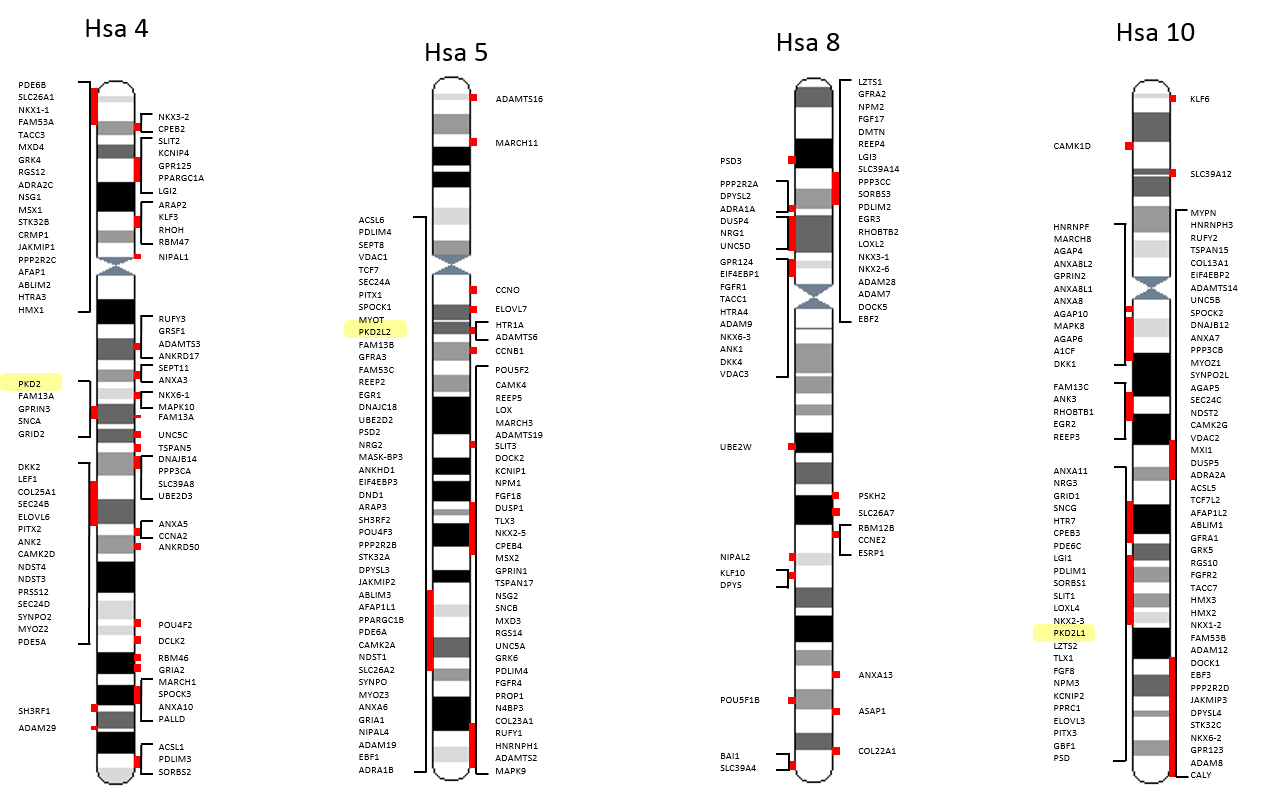 Hsa 4
PDE6B
SLC26A1
NKX1-1
FAM53A
TACC3
MXD4
GRK4
RGS12
ADRA2C
NSG1
MSX1
STK32B
CRMP1
JAKMIP1
PPP2R2C
AFAP1
ABLIM2
HTRA3
HMX1
PKD2
FAM13A
GPRIN3
SNCA
GRID2
DKK2
LEF1
COL25A1
SEC24B
ELOVL6
PITX2
ANK2
CAMK2D
NDST4
NDST3
PRSS12
SEC24D
SYNPO2
MYOZ2
PDE5A
SH3RF1
ADAM29
NKX3-2
CPEB2
SLIT2
KCNIP4
GPR125
PPARGC1A
LGI2
ARAP2
KLF3
RHOH
RBM47
NIPAL1
RUFY3
GRSF1
ADAMTS3
ANKRD17
SEPT11
ANXA3
NKX6-1
MAPK10
FAM13A
UNC5C
TSPAN5
DNAJB14
PPP3CA
SLC39A8
UBE2D3
ANXA5
CCNA2
ANKRD50
POU4F2
DCLK2
RBM46
GRIA2
MARCH1
SPOCK3
ANXA10
PALLD
ACSL1
PDLIM3
SORBS2
Hsa 5
ACSL6
PDLIM4
SEPT8
VDAC1
TCF7
SEC24A
PITX1
SPOCK1
MYOT
PKD2L2
FAM13B
GFRA3
FAM53C
REEP2
EGR1
DNAJC18
UBE2D2
PSD2
NRG2
MASK-BP3
ANKHD1
EIF4EBP3
DND1
ARAP3
SH3RF2
POU4F3
PPP2R2B
STK32A
DPYSL3
JAKMIP2
ABLIM3
AFAP1L1
PPARGC1B
PDE6A
CAMK2A
NDST1
SLC26A2
SYNPO
MYOZ3
ANXA6
GRIA1
NIPAL4
ADAM19
EBF1
ADRA1B
ADAMTS16
MARCH11
CCNO
ELOVL7
HTR1A
ADAMTS6
CCNB1
POU5F2
CAMK4
REEP5
LOX
MARCH3
ADAMTS19
SLIT3
DOCK2
KCNIP1
NPM1
FGF18
DUSP1
TLX3
NKX2-5
CPEB4
MSX2
GPRIN1
TSPAN17
NSG2
SNCB
MXD3
RGS14
UNC5A
GRK6
PDLIM4
FGFR4
PROP1
N4BP3
COL23A1
RUFY1
HNRNPH1
ADAMTS2
MAPK9
Hsa 8
PSD3
PPP2R2A
DPYSL2
ADRA1A
DUSP4
NRG1
UNC5D
GPR124
EIF4EBP1
FGFR1
TACC1
HTRA4
ADAM9
NKX6-3
ANK1
DKK4
VDAC3
UBE2W
NIPAL2
KLF10
DPYS
POU5F1B
BAI1
SLC39A4
LZTS1
GFRA2
NPM2
FGF17
DMTN
REEP4
LGI3
SLC39A14
PPP3CC
SORBS3
PDLIM2
EGR3
RHOBTB2
LOXL2
NKX3-1
NKX2-6
ADAM28
ADAM7
DOCK5
EBF2
PSKH2
SLC26A7
RBM12B
CCNE2
ESRP1
ANXA13
ASAP1
COL22A1
Hsa 10
CAMK1D
HNRNPF
MARCH8
AGAP4
ANXA8L2
GPRIN2
ANXA8L1
ANXA8
AGAP10
MAPK8
AGAP6
A1CF
DKK1
FAM13C
ANK3
RHOBTB1
EGR2
REEP3
ANXA11
NRG3
GRID1
SNCG
HTR7
CPEB3
PDE6C
LGI1
PDLIM1
SORBS1
SLIT1
LOXL4
NKX2-3
PKD2L1
LZTS2
TLX1
FGF8
NPM3
KCNIP2
PPRC1
ELOVL3
PITX3
GBF1
PSD
KLF6
SLC39A12
MYPN
HNRNPH3
RUFY2
TSPAN15
COL13A1
EIF4EBP2
ADAMTS14
UNC5B
SPOCK2
DNAJB12
ANXA7
PPP3CB
MYOZ1
SYNPO2L
AGAP5
SEC24C
NDST2
CAMK2G
VDAC2
MXI1
DUSP5
ADRA2A
ACSL5
TCF7L2
AFAP1L2
ABLIM1
GFRA1
GRK5
RGS10
FGFR2
TACC7
HMX3
HMX2
NKX1-2
FAM53B
ADAM12
DOCK1
EBF3
PPP2R2D
JAKMIP3
DPYSL4
STK32C
NKX6-2
GPR123
ADAM8
CALY